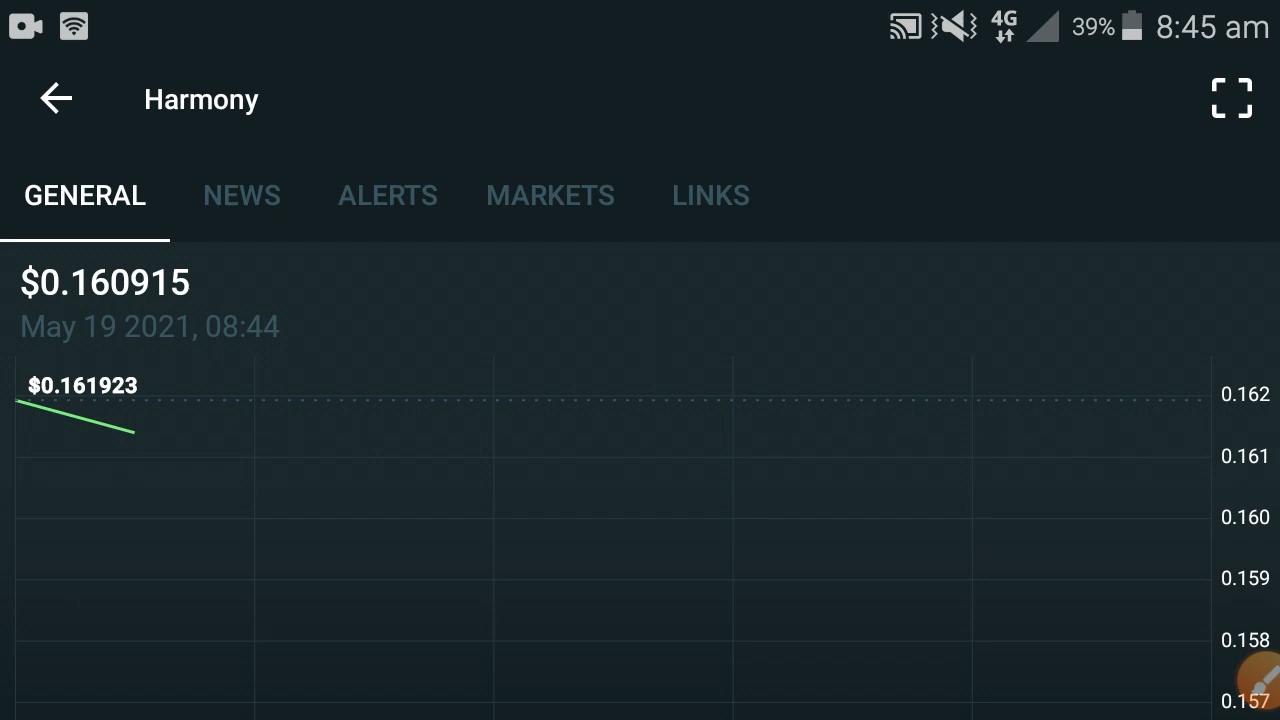 4G 39% 8:45 am
Harmony
GENERAL NEWS ALERTS MARKETS LINKS
$0.160915
May 19 2021, 08:44
$0.161923
0.162
0.161
0.160
0.159
0.158
0.157